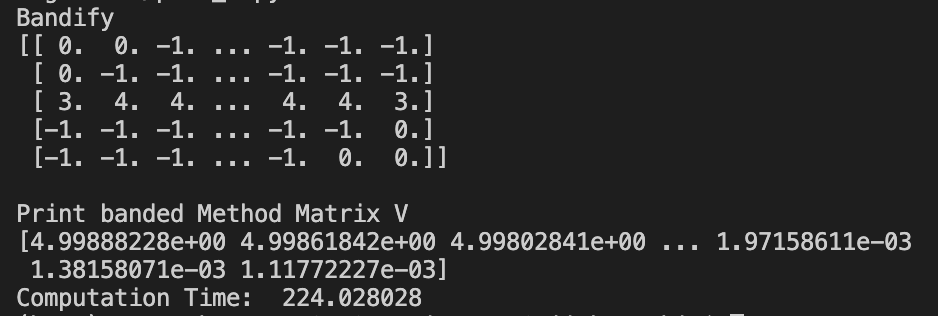 Bandify
[[ 0.  0. -1. ... -1. -1. -1.]
 [ 0. -1. -1. ... -1. -1. -1.]
 [ 3.  4.  4. ...  4.  4.  3.]
 [-1. -1. -1. ... -1. -1.  0.]
 [-1. -1. -1. ... -1.  0.  0.]]
Print banded Method Matrix V
[4.99888228e+00 4.99861842e+00 4.99802841e+00 ... 1.97158611e-03
 1.38158071e-03 1.11772227e-03]
Computation Time:  224.028028